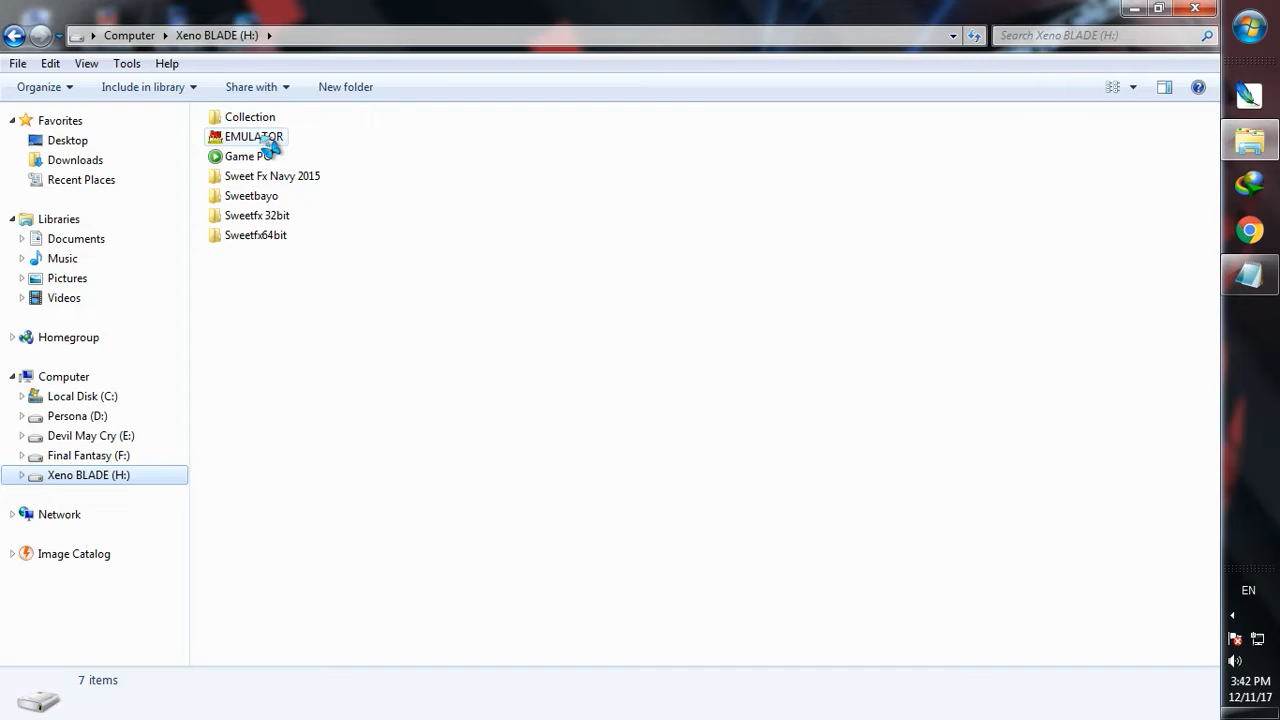 Computer Xeno BLADE (H:)
Search Xeno BLADE (H:)
File Edit View Tools Help
Organize Include in library Share with New folder
Favorites
Desktop
Downloads
Recent Places
Libraries
Documents
Music
Pictures
Videos
Homegroup
Computer
Local Disk (C:)
Persona (D:)
Devil May Cry (E:)
Final Fantasy (F:)
Xeno BLADE (H:)
Network
Image Catalog
Collection
EMULATOR
Game
Sweet Fx Navy 2015
Sweetbayo
Sweetfx 32bit
Sweetfx64bit
7 items
EN
3:42 PM
12/11/17